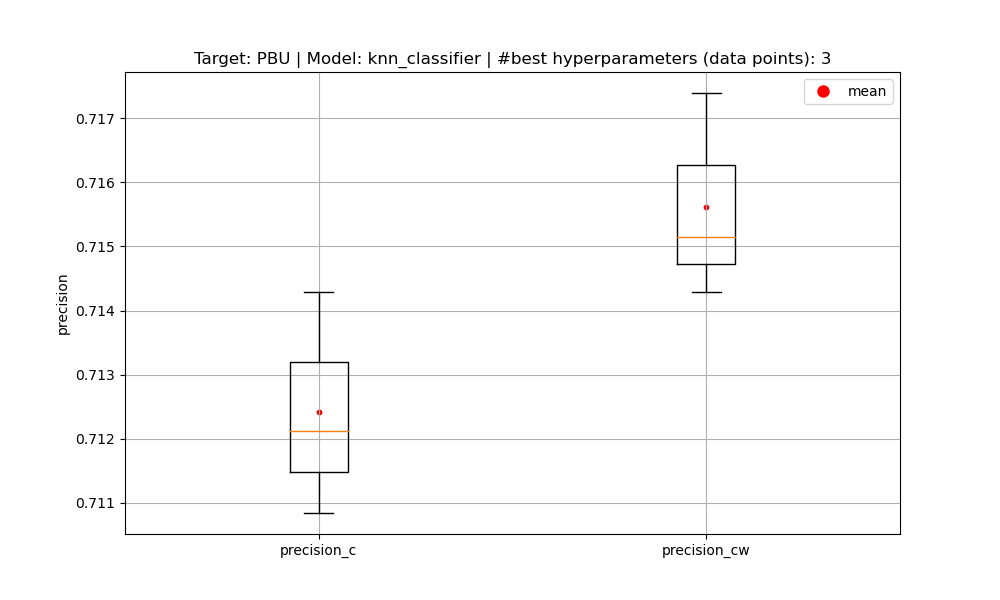 Target: PBU | Model: knn_classifier | #best hyperparameters (data points): 3
mean
0.717
0.716
0.715
0.714
0.713
0.712
0.711
precision
precision_c
precision_cw